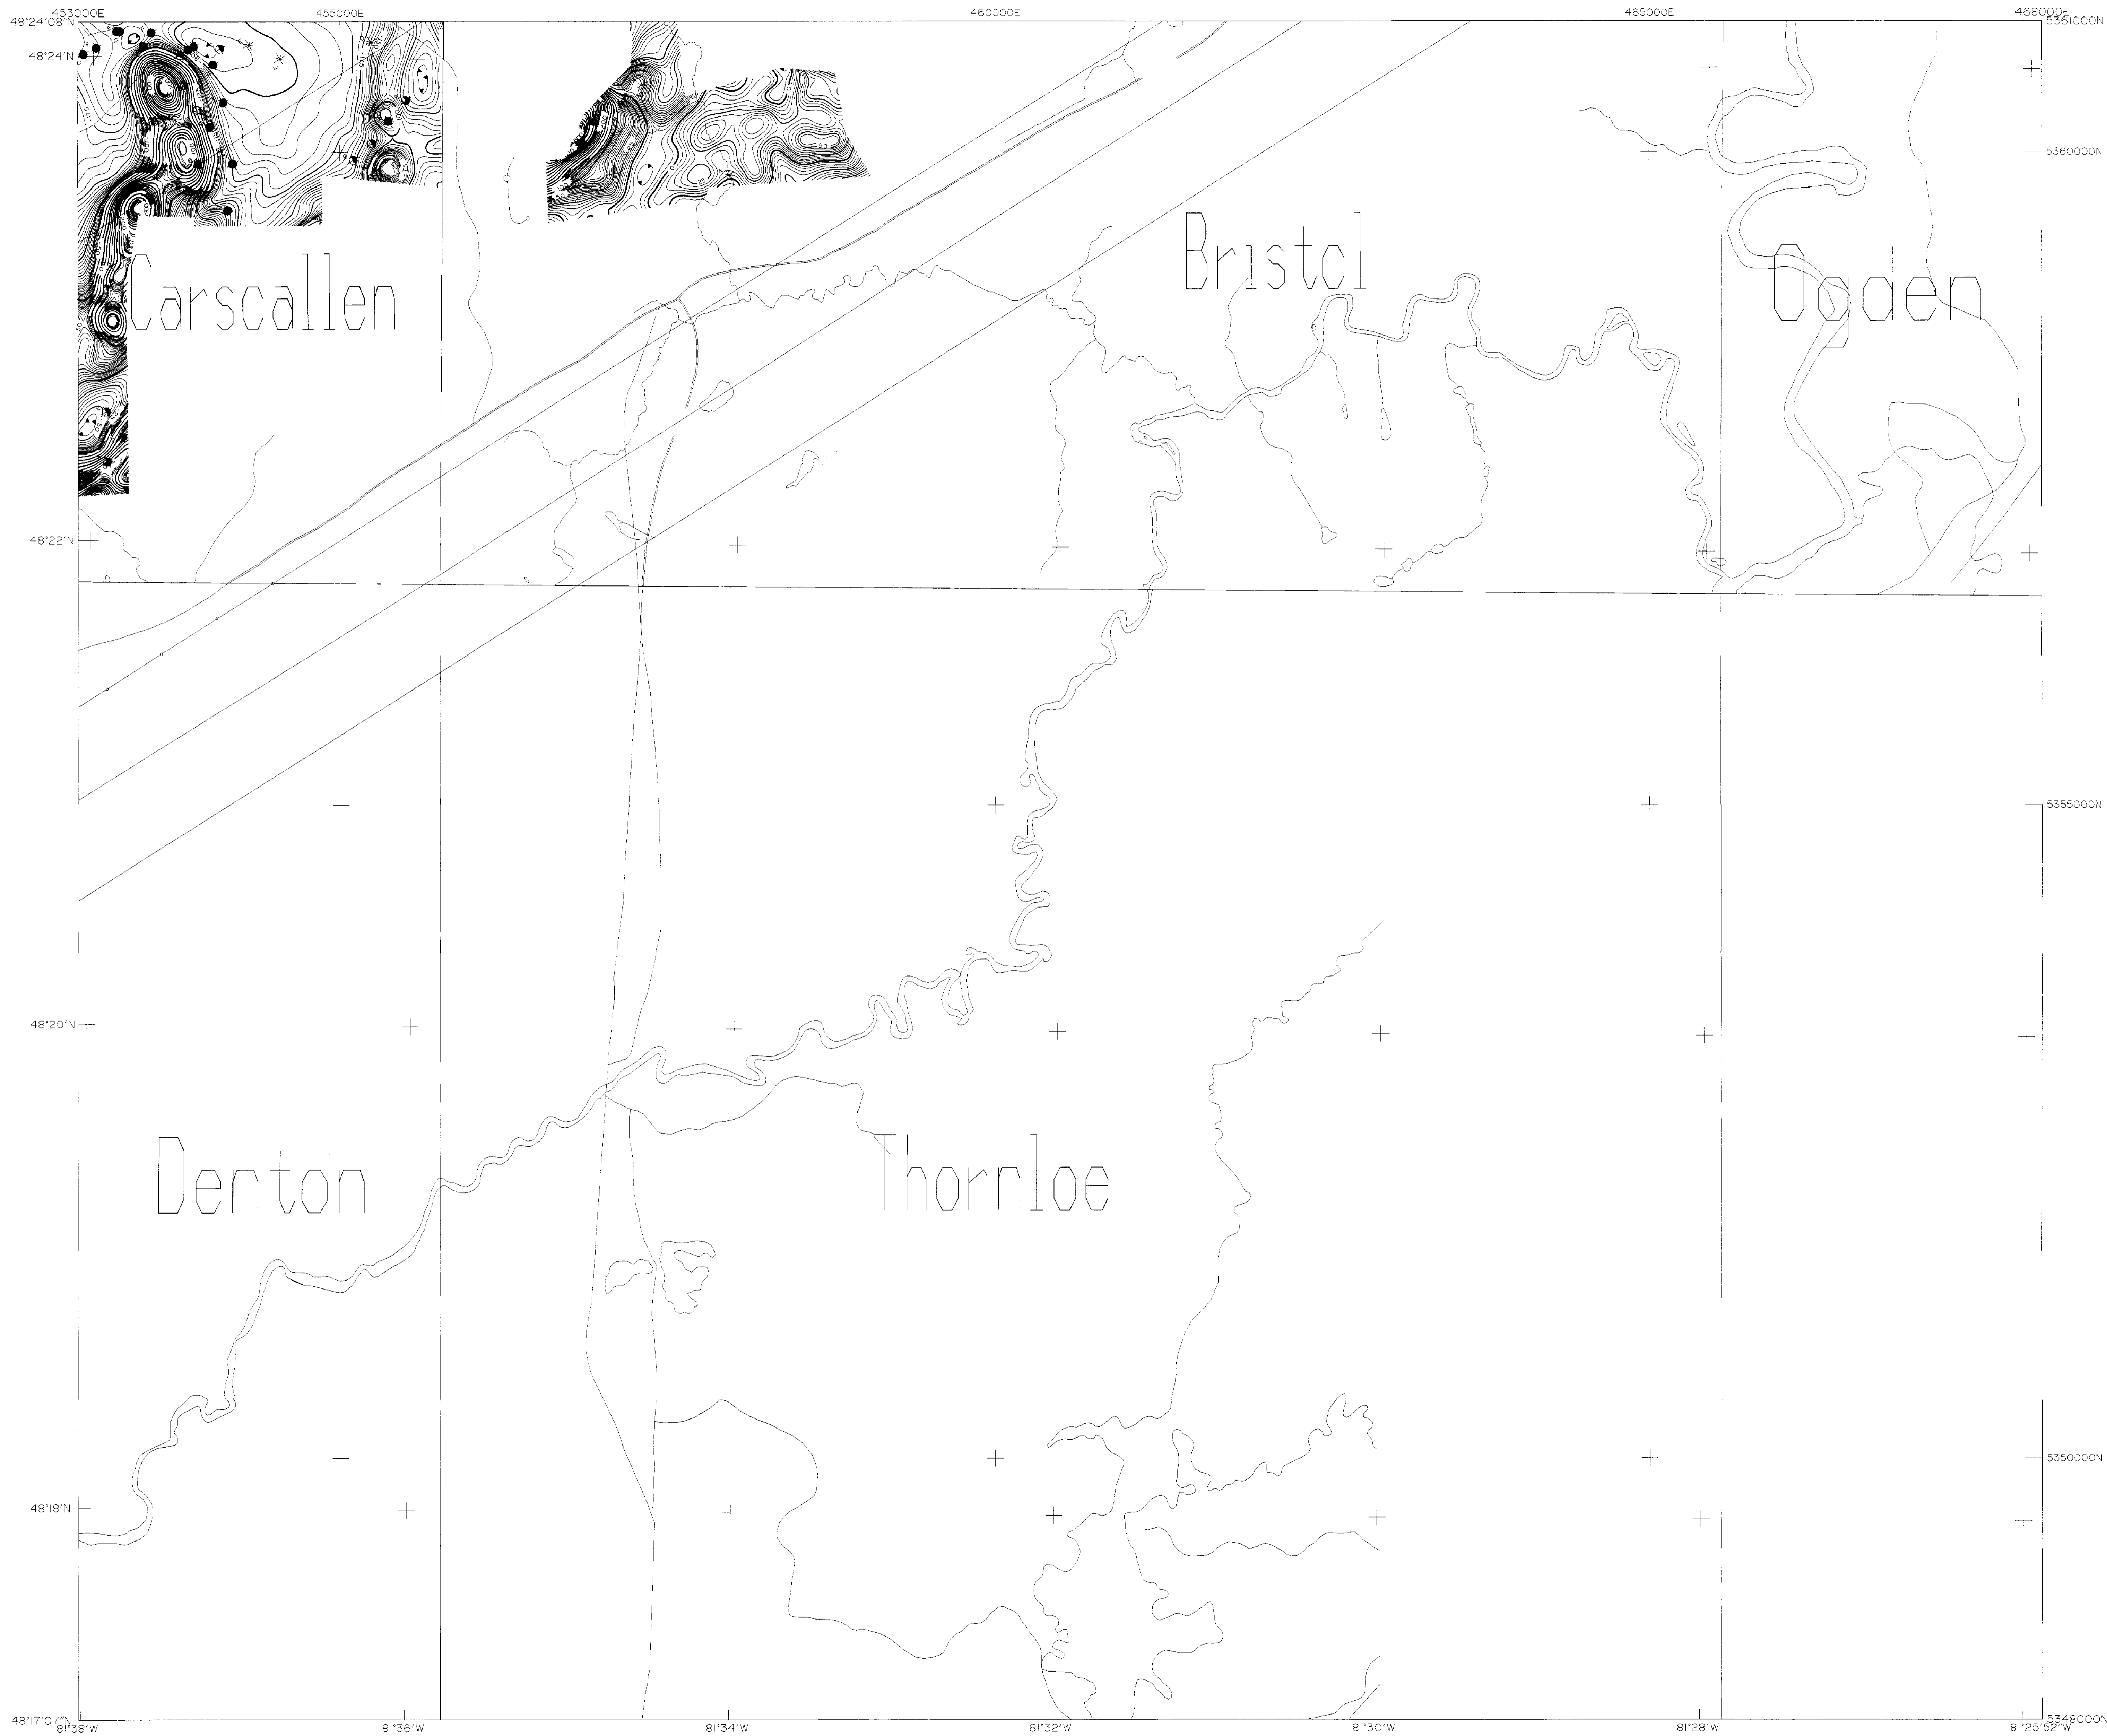 453000E 455000E 460000E 465000E 468000E
48°24'08"N 5361000N
48°24'N
5360000N
Bristol
Carscallen Ogden
48°22'N
5355000N
48°20'N
Denton Thornloe
5350000N
48°18'N
48°17'07"N 5348000N
81°38'W 81°36'W 81°34'W 81°32'W 81°30'W 81°28'W 81°25'52"W